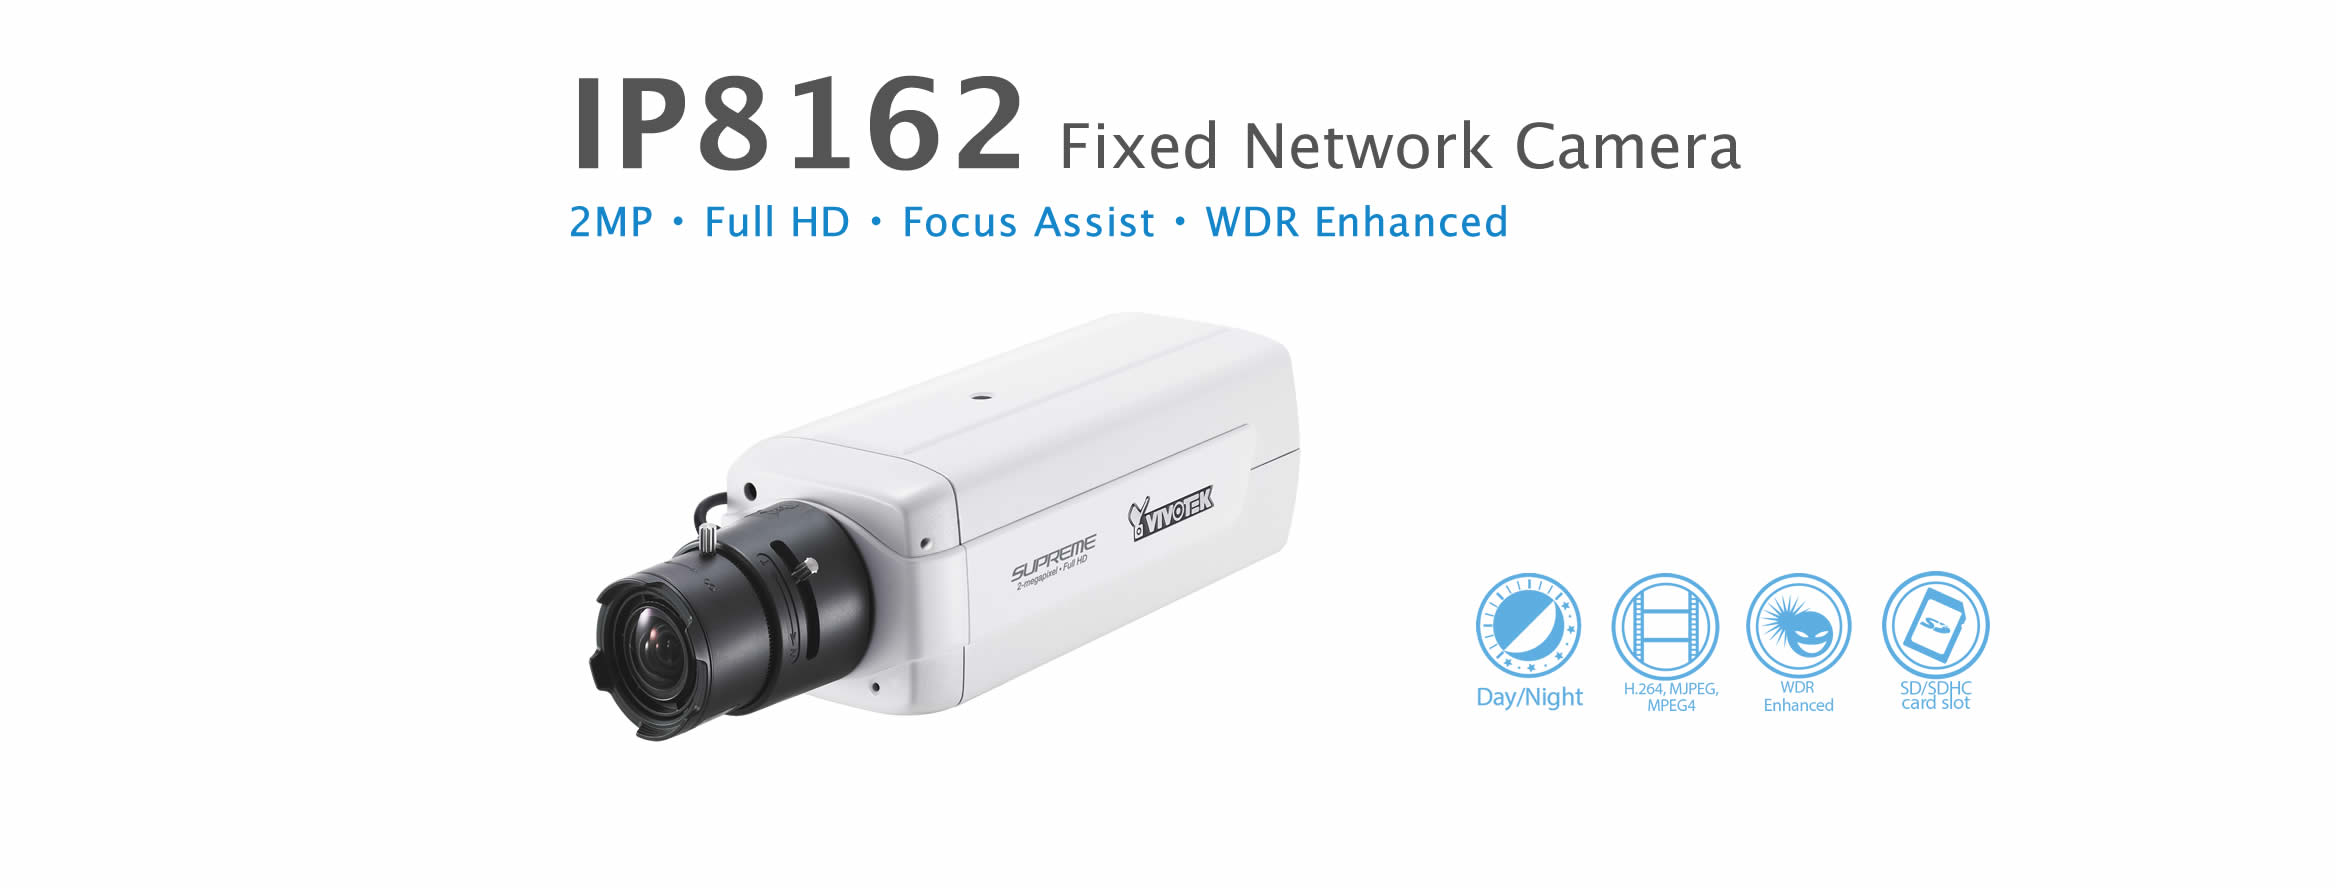 IP8162 Fixed Network Camera
2MP • Full HD • Focus Assist • WDR Enhanced
VIVOTEK
SUPREME
2-megapixel • Full HD
Day/Night
H.264, MJPEG,
MPEG4
WDR
Enhanced
SD
SD/SDHC
card slot